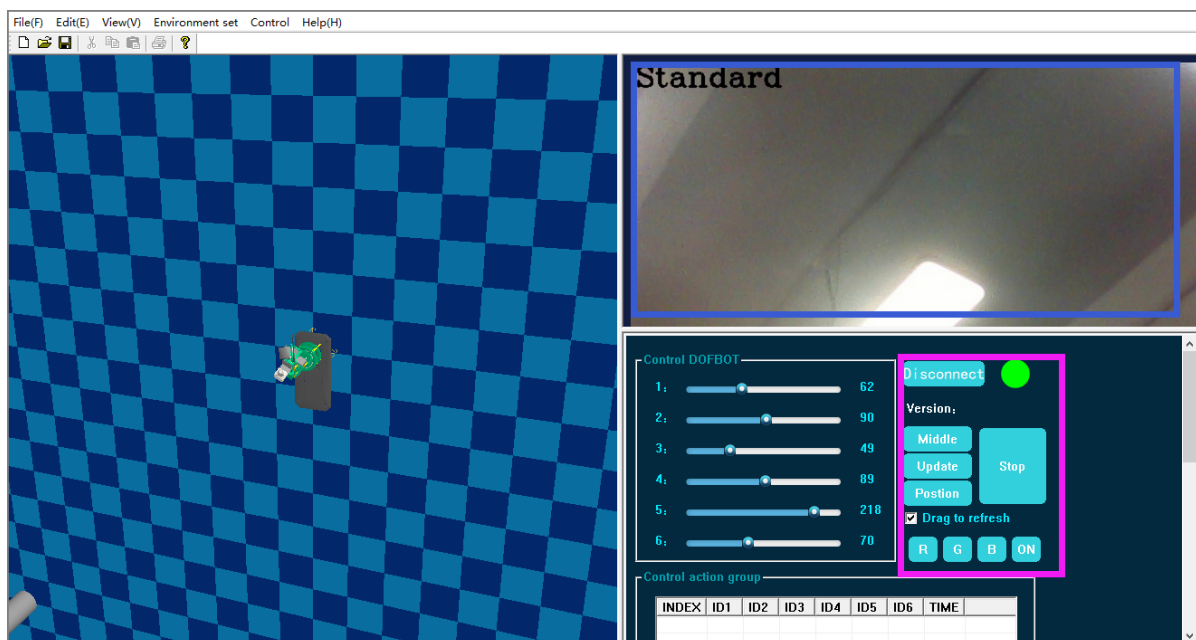 File(F) Edit(E) View(V) Environment set Control Help(H)
Standard
Control DOFBOT
1: 62
2: 90
3: 49
4: 89
5: 218
6: 70
Disconnect
Version:
Middle
Update
Postion
Stop
Drag to refresh
R G B ON
Control action group
INDEX ID1 ID2 ID3 ID4 ID5 ID6 TIME